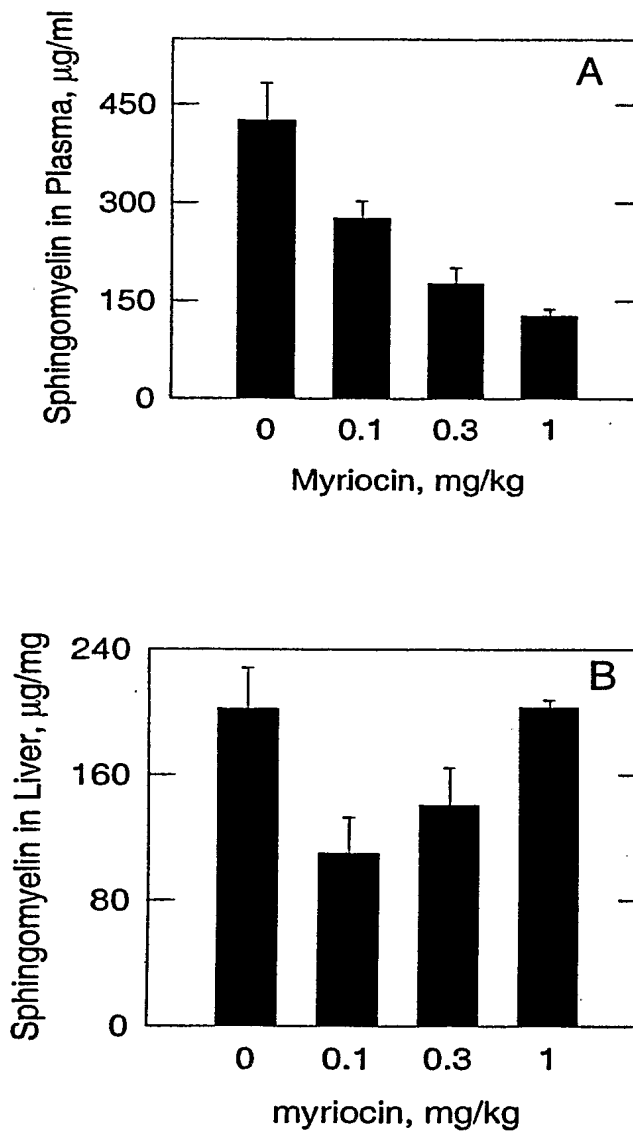 A
Sphingomyelin in Plasma, µg/ml
450
300
150
0
0 0.1 0.3 1
Myriocin, mg/kg
B
Sphingomyelin in Liver, µg/mg
240
160
80
0
0 0.1 0.3 1
myriocin, mg/kg